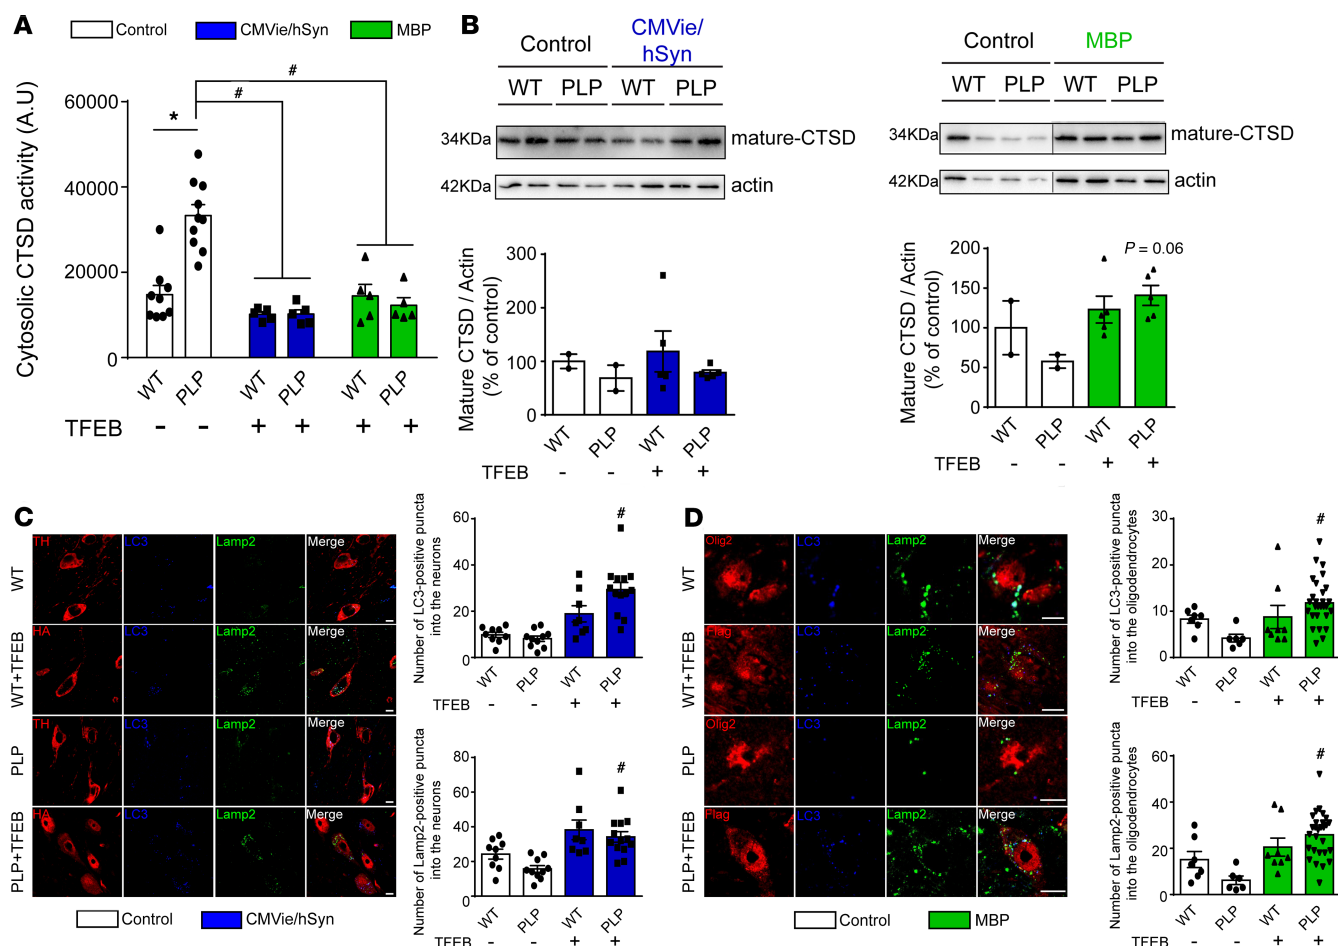 A
Control
CMVie/hSyn
MBP
Cytosolic CTSD activity (A.U)
60000
40000
20000
0
*
#
#
WT
PLP
WT
PLP
WT
PLP
TFEB
- - + + + +
B
Control
CMVie/
hSyn
WT PLP WT PLP
34KDa
mature-CTSD
42KDa
actin
Control
MBP
WT PLP WT PLP
34KDa
mature-CTSD
42KDa
actin
Mature CTSD / Actin
(% of control)
300
200
100
0
WT
PLP
WT
PLP
TFEB - - + +
Mature CTSD / Actin
(% of control)
200
150
100
50
0
P = 0.06
WT
PLP
WT
PLP
TFEB - - + +
C
WT
TH
LC3
Lamp2
Merge
WT+TFEB
HA
LC3
Lamp2
Merge
PLP
TH
LC3
Lamp2
Merge
PLP+TFEB
HA
LC3
Lamp2
Merge
Control
CMVie/hSyn
Number of LC3-positive puncta
into the neurons
60
40
20
0
#
WT
PLP
WT
PLP
TFEB - - + +
Number of Lamp2-positive puncta
into the neurons
80
60
40
20
0
#
WT
PLP
WT
PLP
TFEB - - + +
D
WT
Olig2
LC3
Lamp2
Merge
WT+TFEB
Flag
LC3
Lamp2
Merge
PLP
Olig2
LC3
Lamp2
Merge
PLP+TFEB
Flag
LC3
Lamp2
Merge
Control
MBP
Number of LC3-positive puncta
into the oligodendrocytes
30
20
10
0
#
WT
PLP
WT
PLP
TFEB - - + +
Number of Lamp2-positive puncta
into the oligodendrocytes
60
40
20
0
#
WT
PLP
WT
PLP
TFEB - - + +